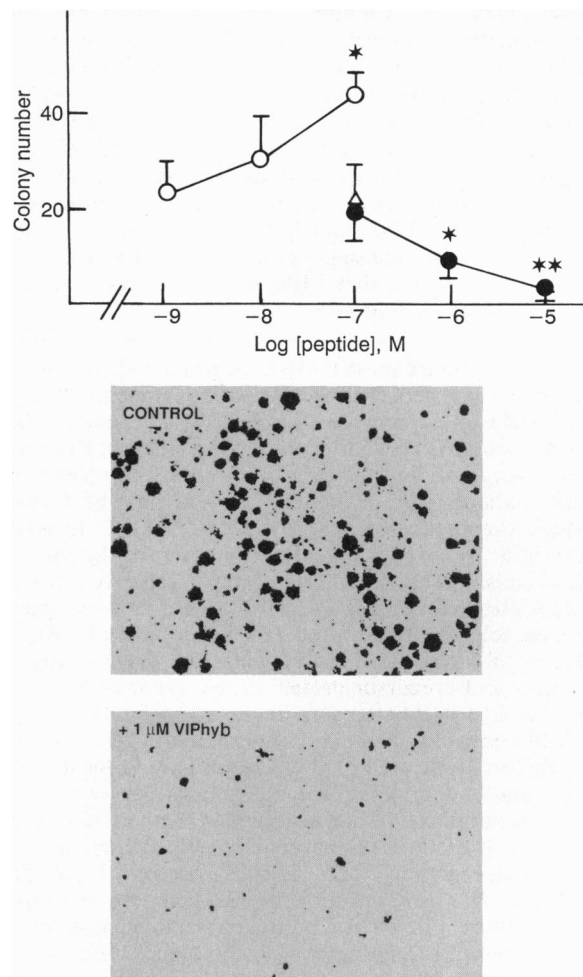 Colony number
40
20
✶
✶
✶✶
−9
−8
−7
−6
−5
Log [peptide], M
CONTROL
+ 1 μM VIPhyb